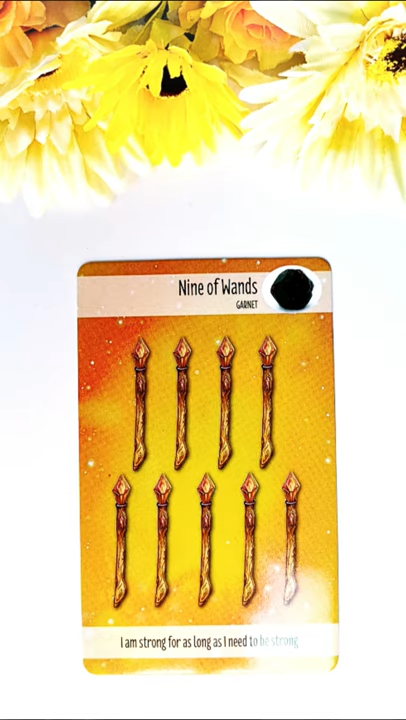 Nine of Wands
GARNET
I am strong for as long as I need to be strong